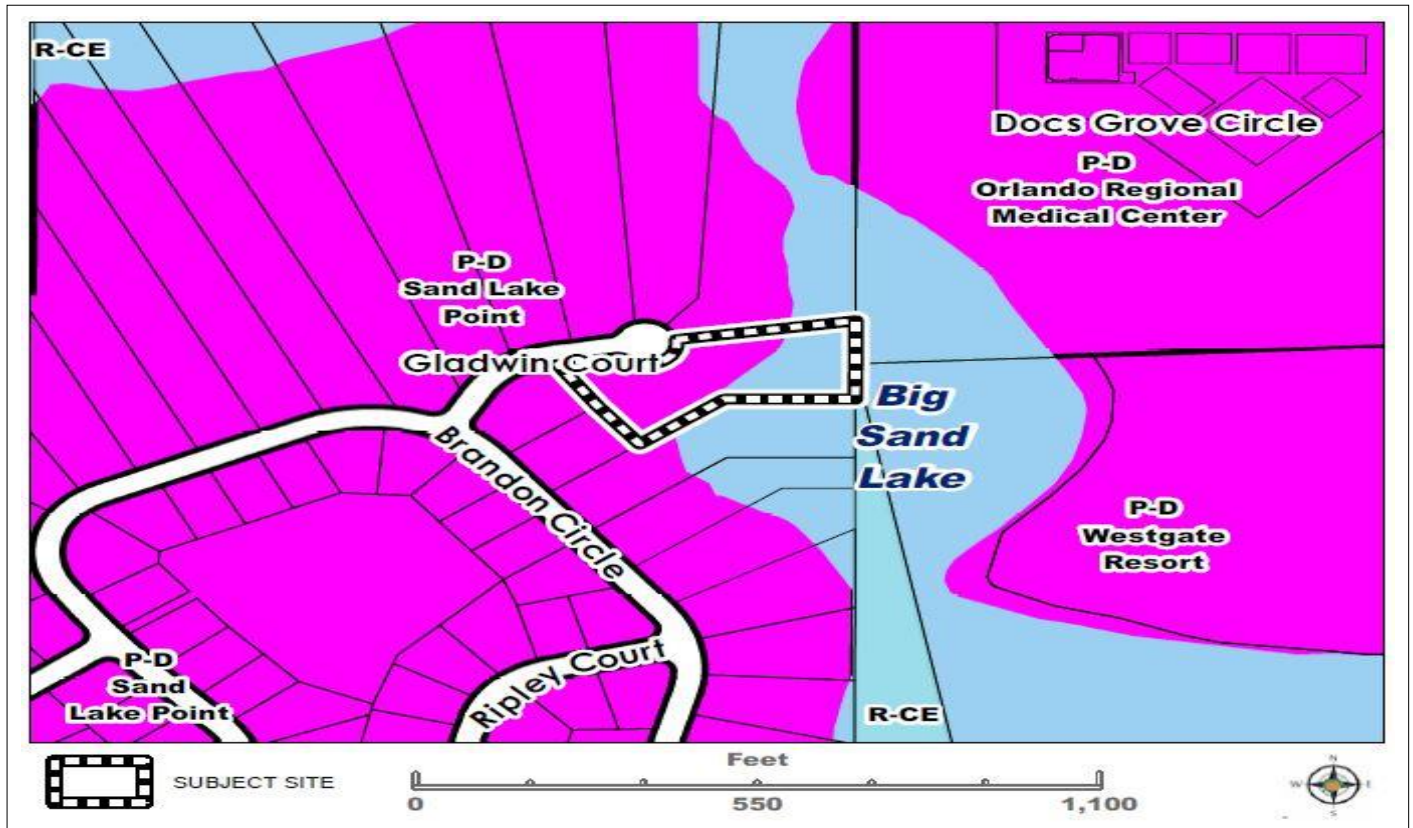 R-CE
Docs Grove Circle
P-D
Orlando Regional
Medical Center
P-D
Sand Lake
Point
Gladwin Court
Big
Sand
Lake
Brandon Circle
P-D
Westgate
Resort
Ripley Court
P-D
Sand
Lake Point
R-CE
SUBJECT SITE
Feet
0
550
1,100
N
W
E
S